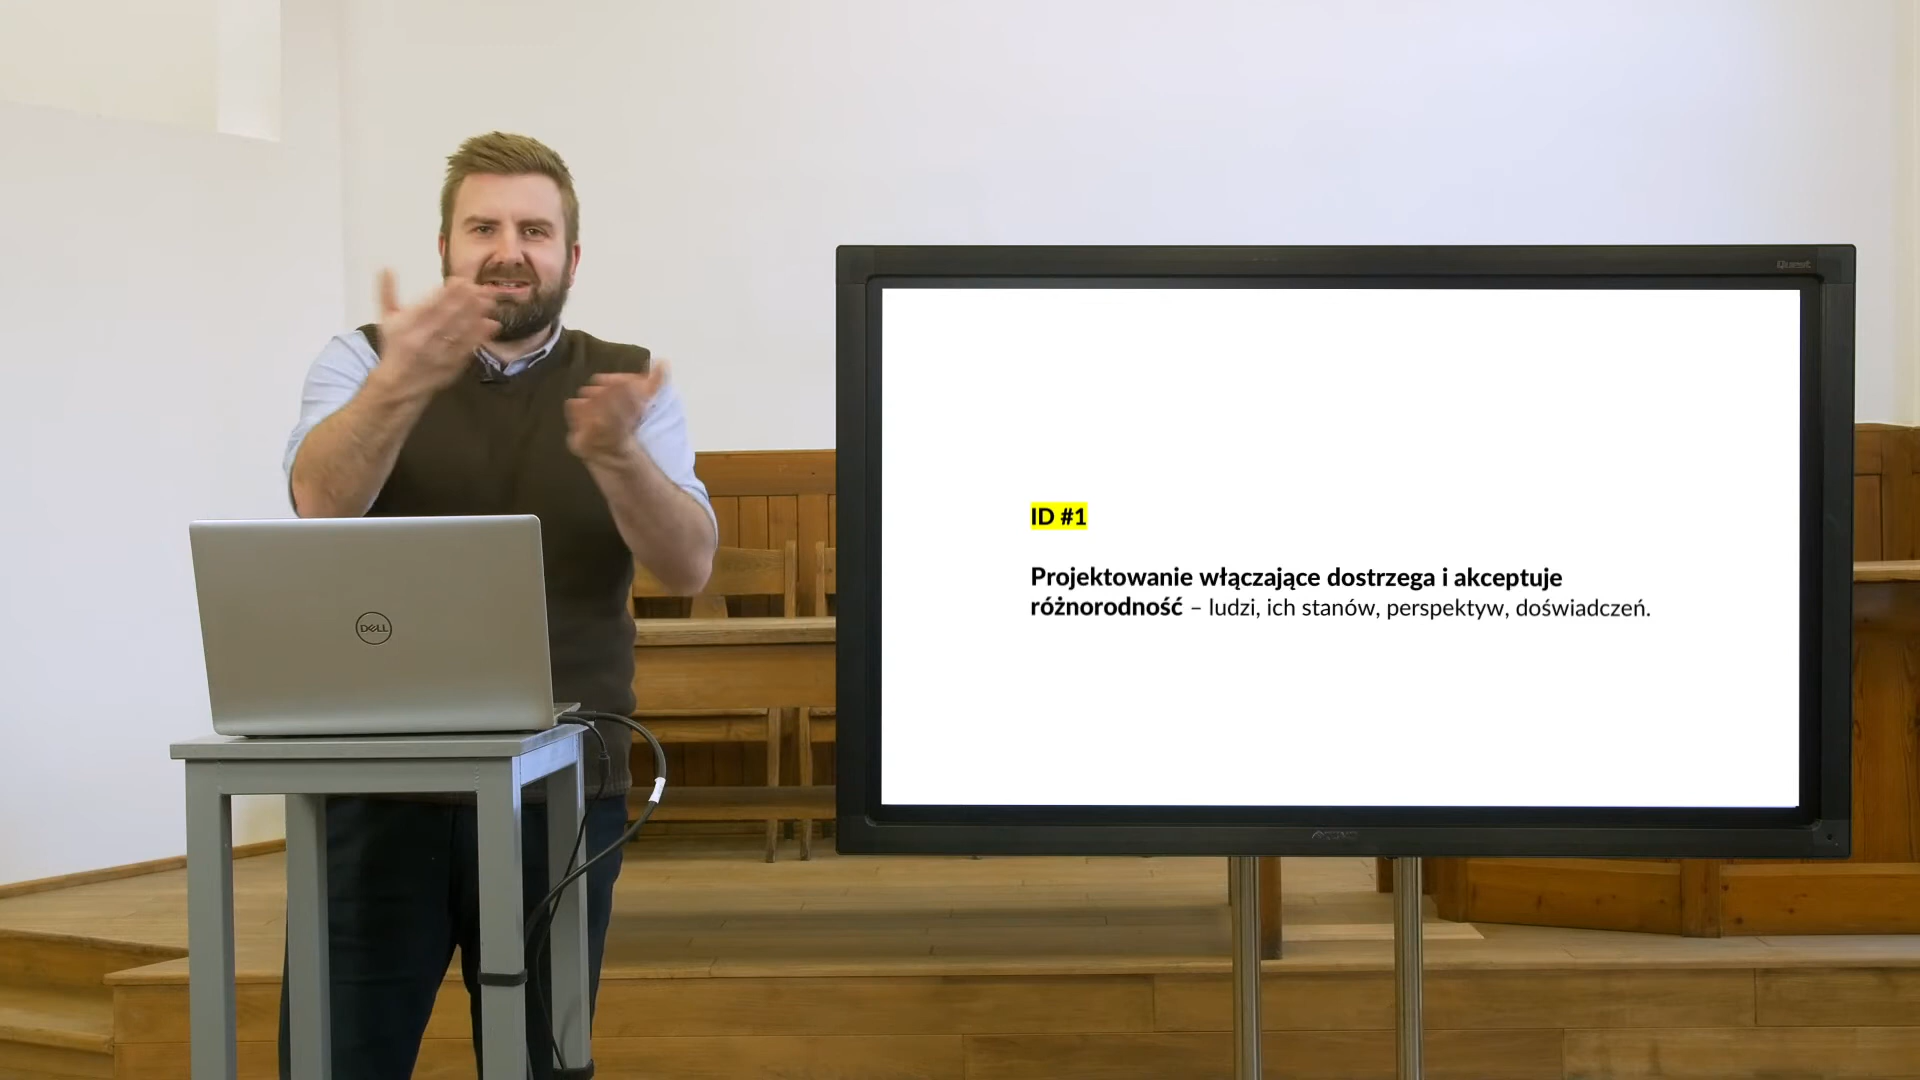 ID #1
Projektowanie włączające dostrzega i akceptuje
różnorodność – ludzi, ich stanów, perspektyw, doświadczeń.
DELL